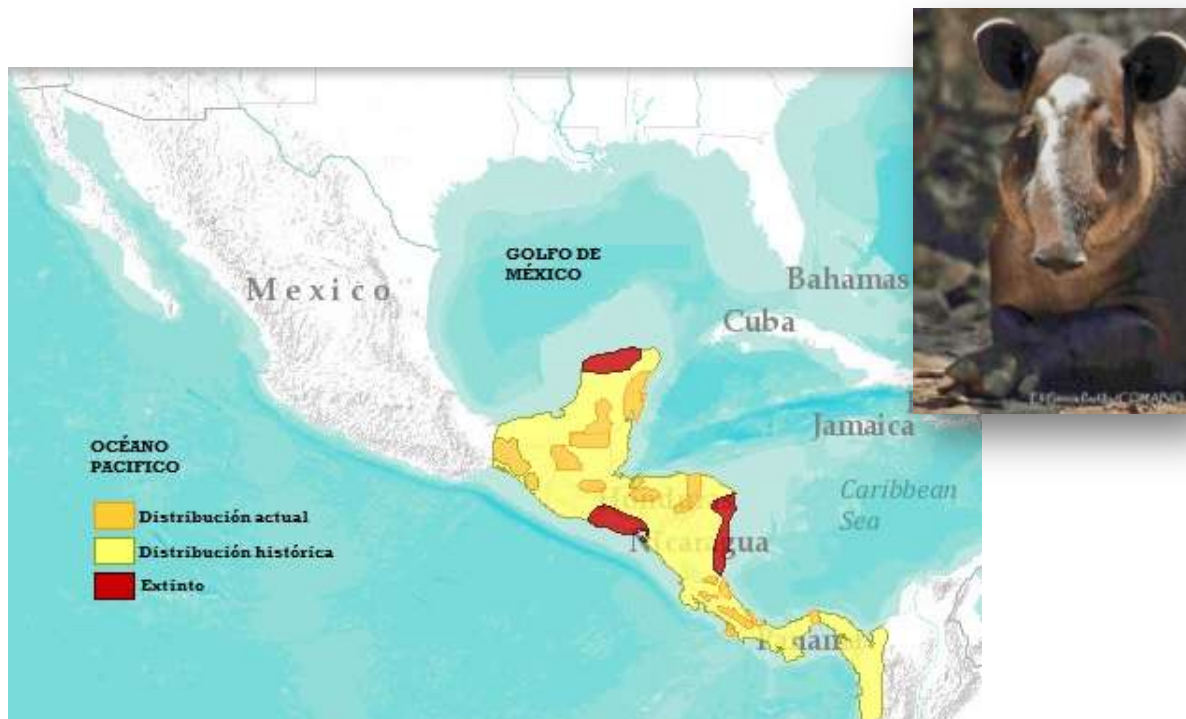 GOLFO DE
MÉXICO
Mexico
Bahamas
Cuba
Jamaica
OCÉANO
PACIFICO
Caribbean
Sea
Distribución actual
Distribución histórica
Extinto
Nicaragua